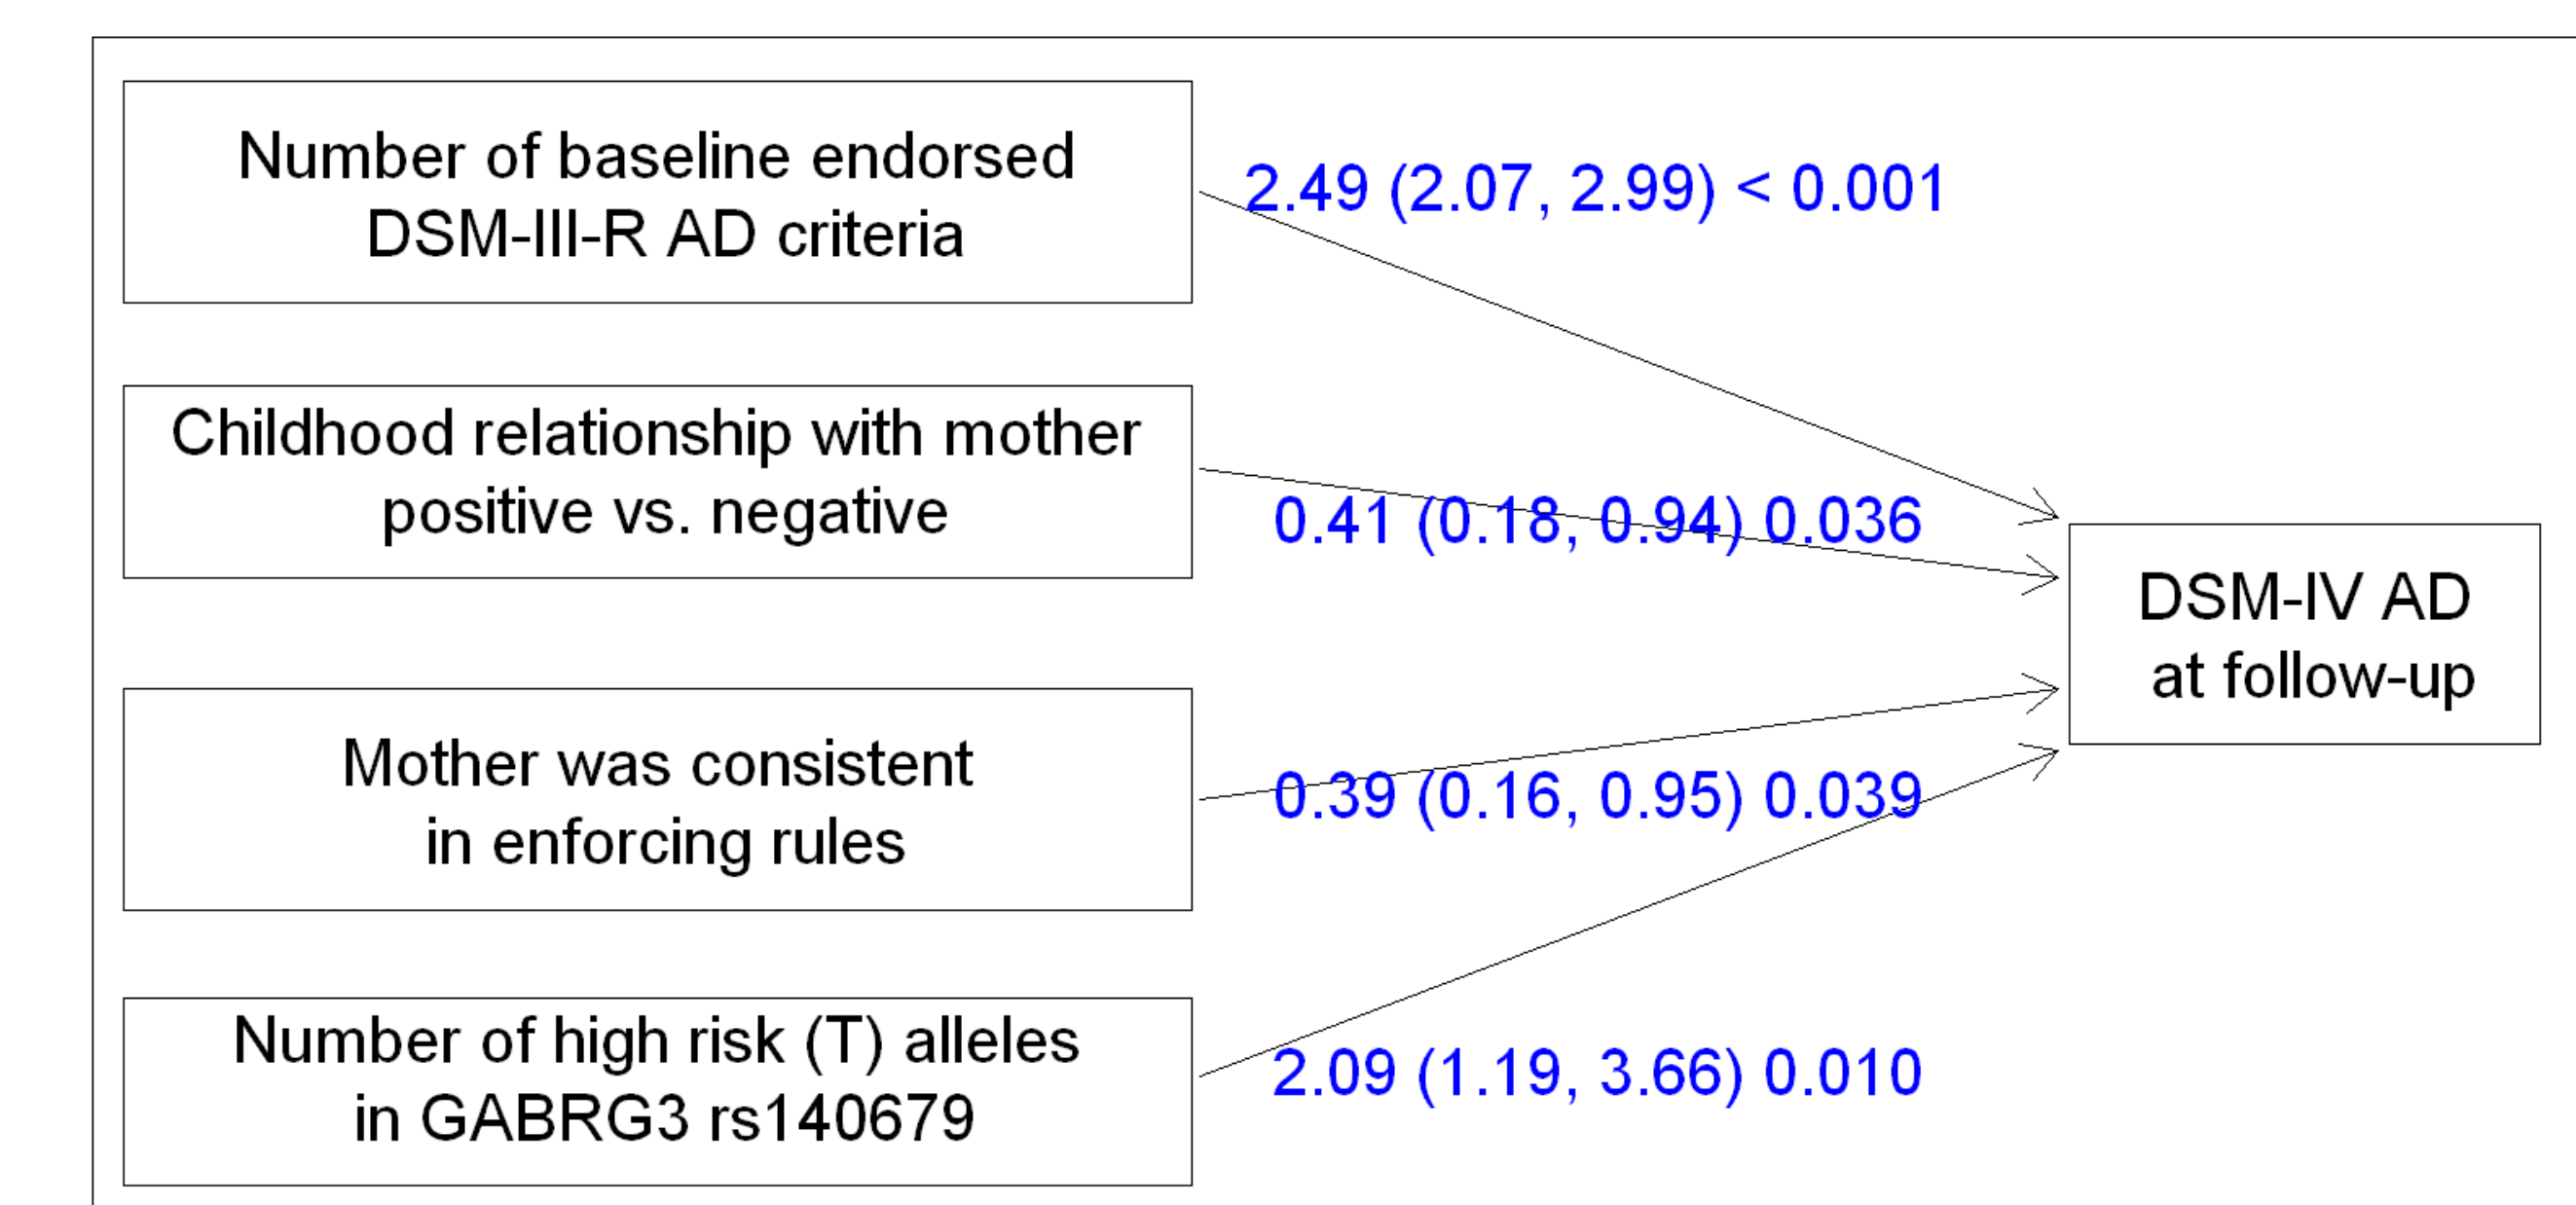 Number of baseline endorsed
DSM-III-R AD criteria
2.49 (2.07, 2.99) < 0.001
Childhood relationship with mother
positive vs. negative
0.41 (0.18, 0.94) 0.036
DSM-IV AD
at follow-up
Mother was consistent
in enforcing rules
0.39 (0.16, 0.95) 0.039
Number of high risk (T) alleles
in GABRG3 rs140679
2.09 (1.19, 3.66) 0.010